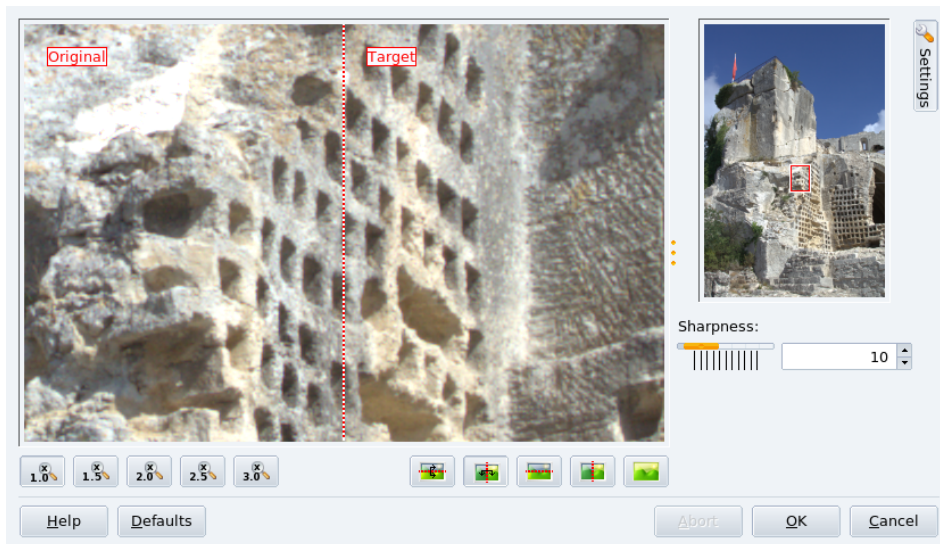 Original
Target
Settings
Sharpness:
10
1.0
1.5
2.0
2.5
3.0
Help
Defaults
Abort
OK
Cancel